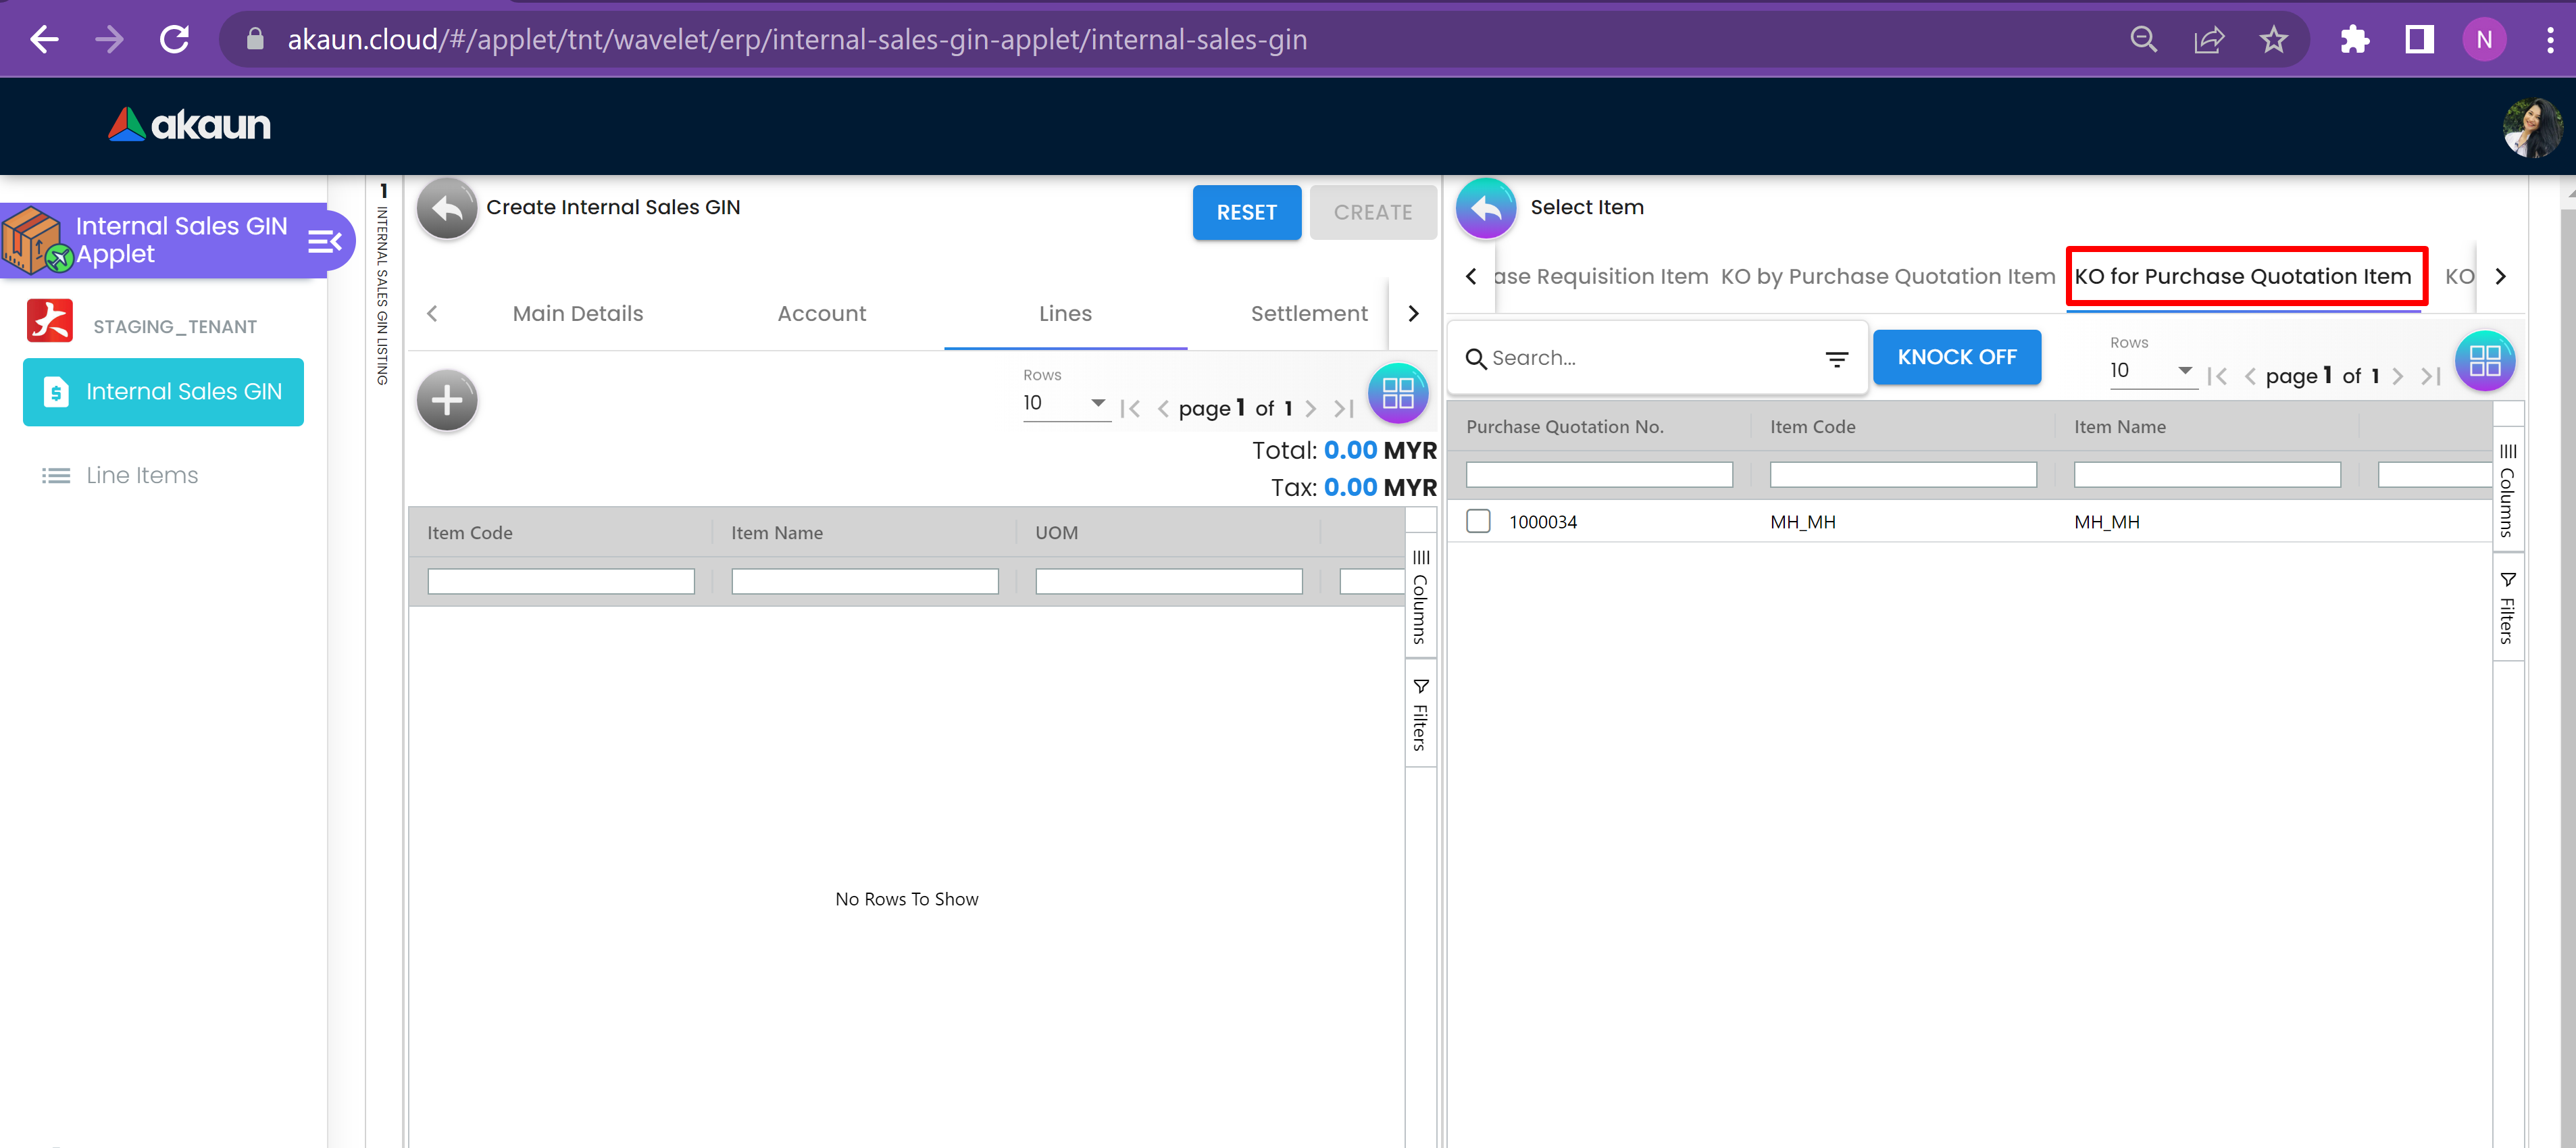 akaun.cloud/#/applet/tnt/wavelet/erp/internal-sales-gin-applet/internal-sales-gin
N
akaun
Internal Sales GIN
Applet
STAGING_TENANT
Internal Sales GIN
Line Items
1
INTERNAL SALES GIN LISTING
Create Internal Sales GIN
RESET
CREATE
Main Details
Account
Lines
Settlement
Rows
10
page 1 of 1
Total: 0.00 MYR
Tax: 0.00 MYR
Item Code
Item Name
UOM
Columns
Filters
No Rows To Show
Select Item
ase Requisition Item
KO by Purchase Quotation Item
KO for Purchase Quotation Item
KO
Search...
KNOCK OFF
Rows
10
page 1 of 1
Purchase Quotation No.
Item Code
Item Name
1000034
MH_MH
MH_MH
Columns
Filters